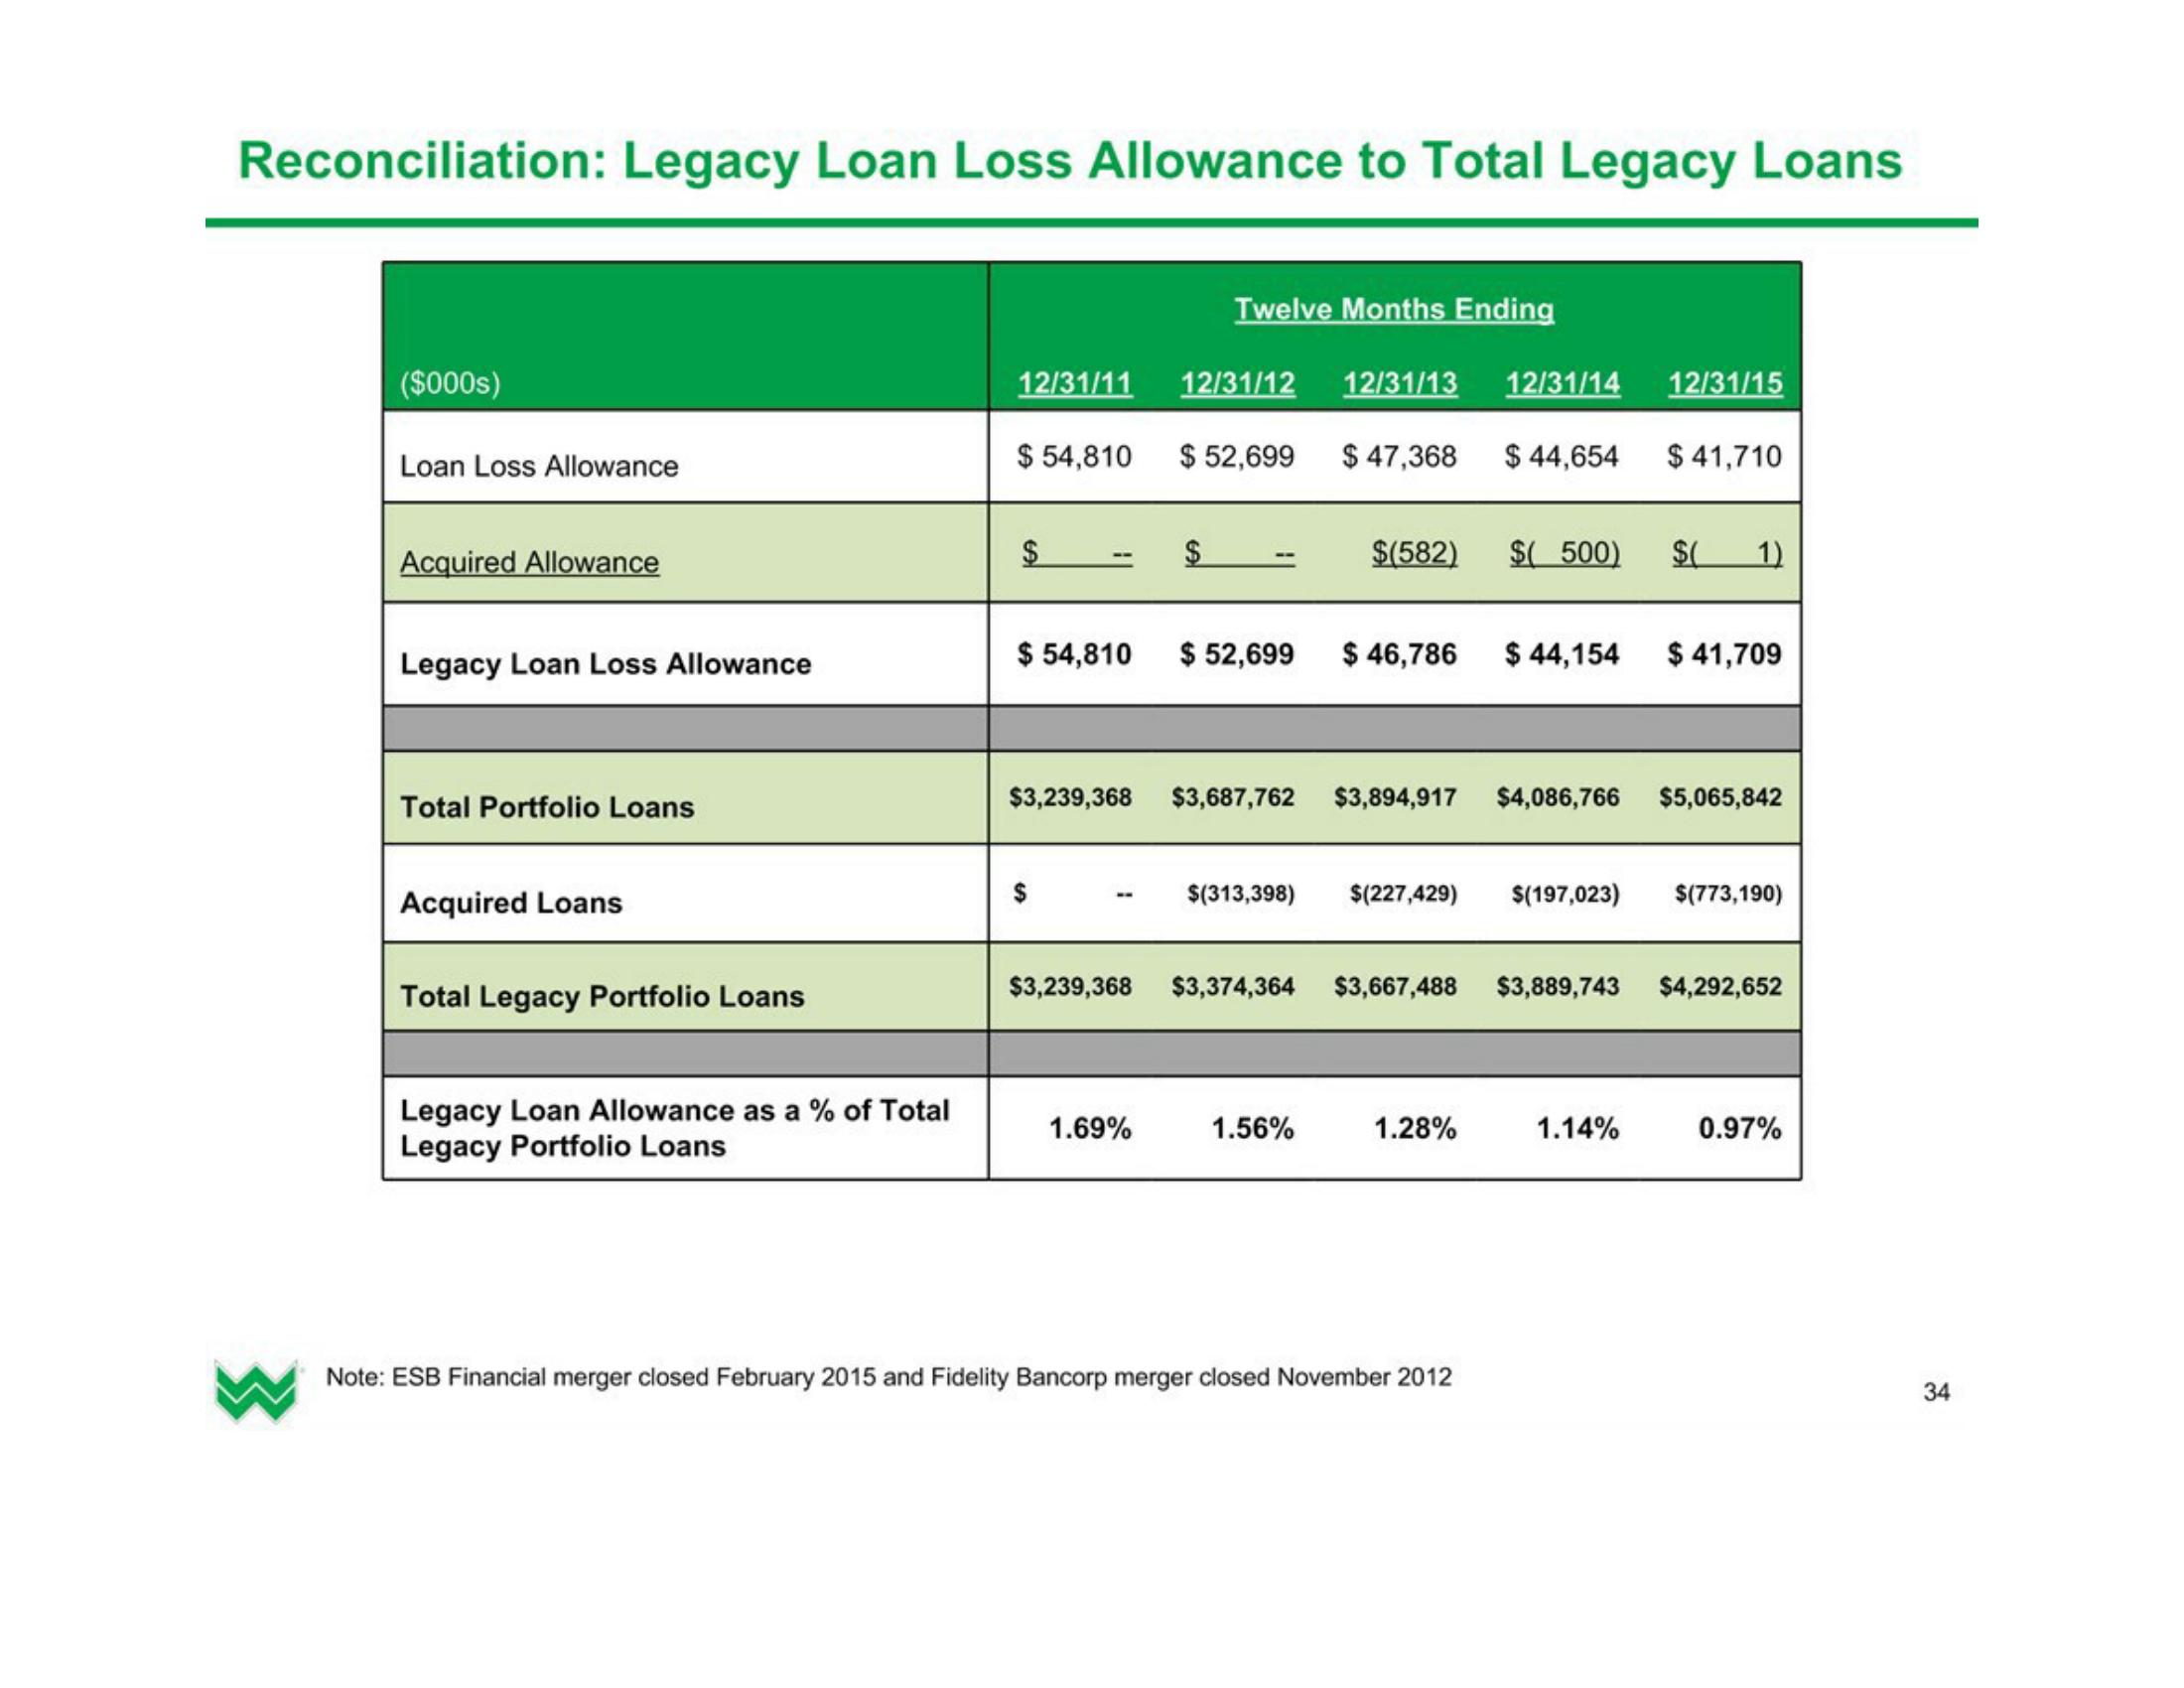 Reconciliation: Legacy Loan Loss Allowance to Total Legacy Loans
Twelve Months Ending
($000s) 12/31/11 12/31/12 12/31/13 12/31/14 12/31/15
Loan Loss Allowance $ 54,810 $ 52,699 $ 47,368 $ 44,654 $ 41,710
Acquired Allowance $ -- $ -- $(582) $( 500) $( 1)
Legacy Loan Loss Allowance $ 54,810 $ 52,699 $ 46,786 $ 44,154 $ 41,709
Total Portfolio Loans $3,239,368 $3,687,762 $3,894,917 $4,086,766 $5,065,842
Acquired Loans $ -- $(313,398) $(227,429) $(197,023) $(773,190)
Total Legacy Portfolio Loans $3,239,368 $3,374,364 $3,667,488 $3,889,743 $4,292,652
Legacy Loan Allowance as a % of Total
Legacy Portfolio Loans 1.69% 1.56% 1.28% 1.14% 0.97%
Note: ESB Financial merger closed February 2015 and Fidelity Bancorp merger closed November 2012
34